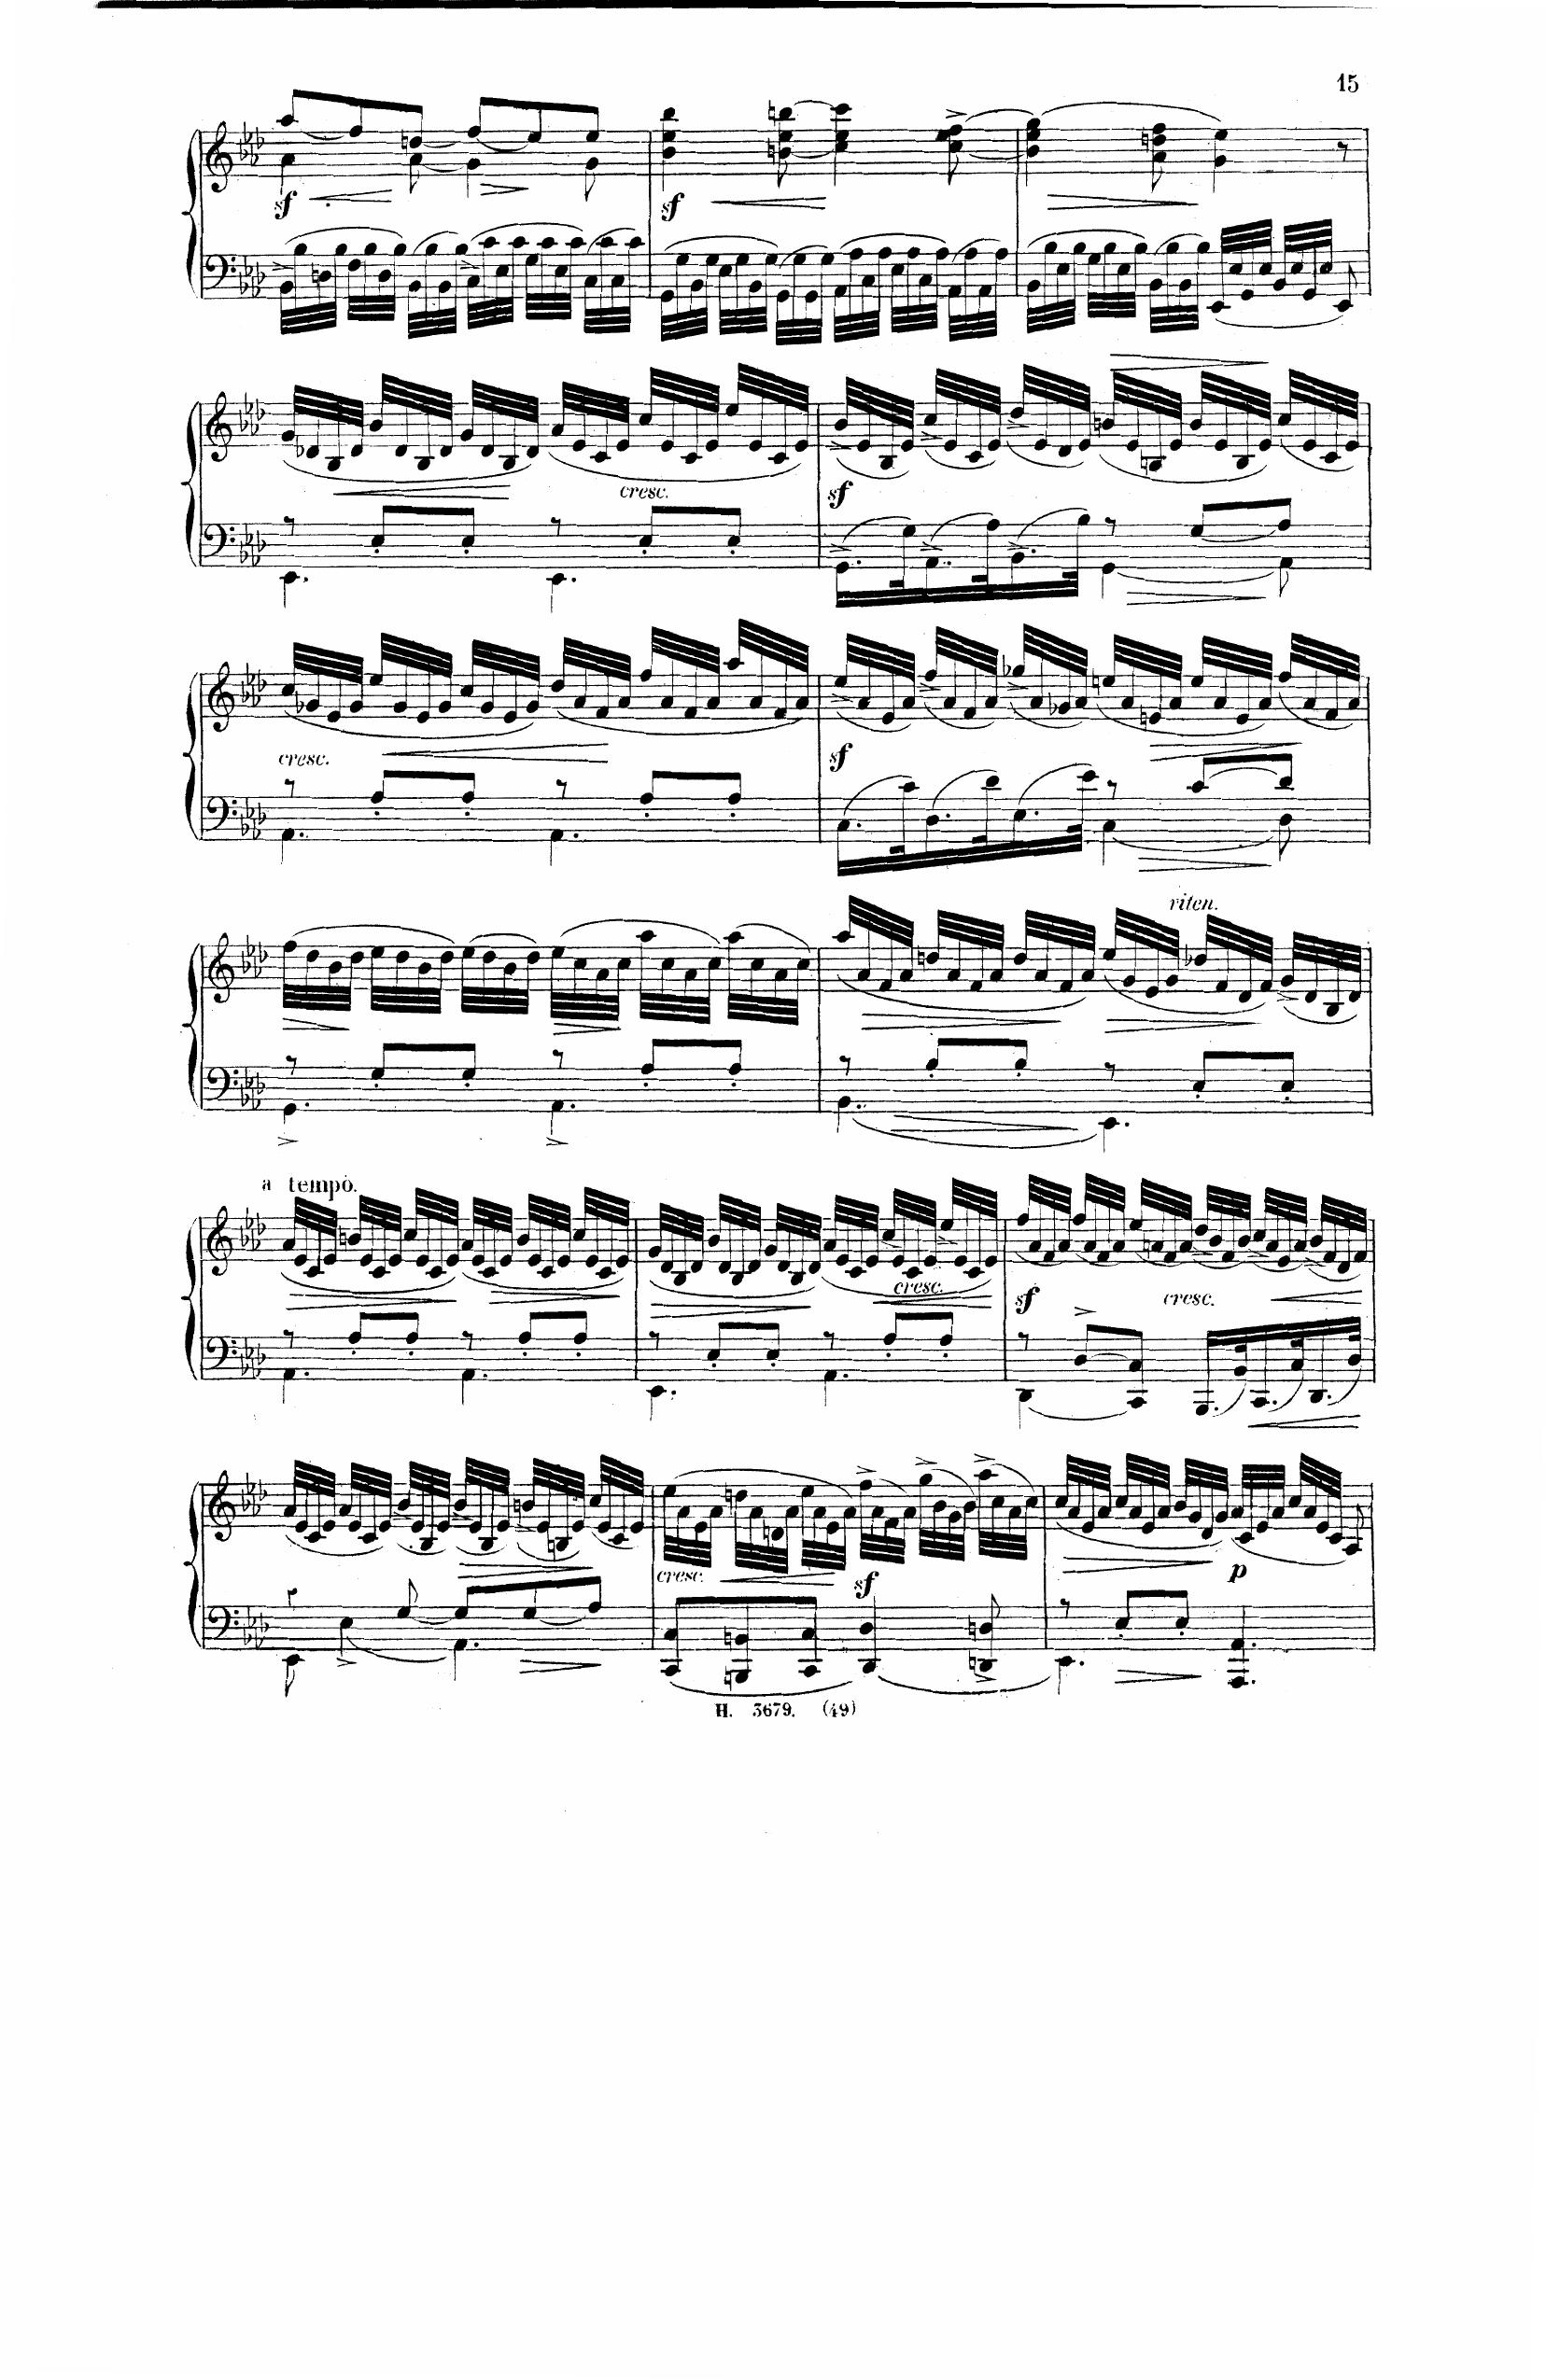 15
sf
sf
cresc.
sf
cresc.
sf
riten.
a tempo.
cresc.
sf
cresc.
cresc.
sf
p
H. 3679. (49)